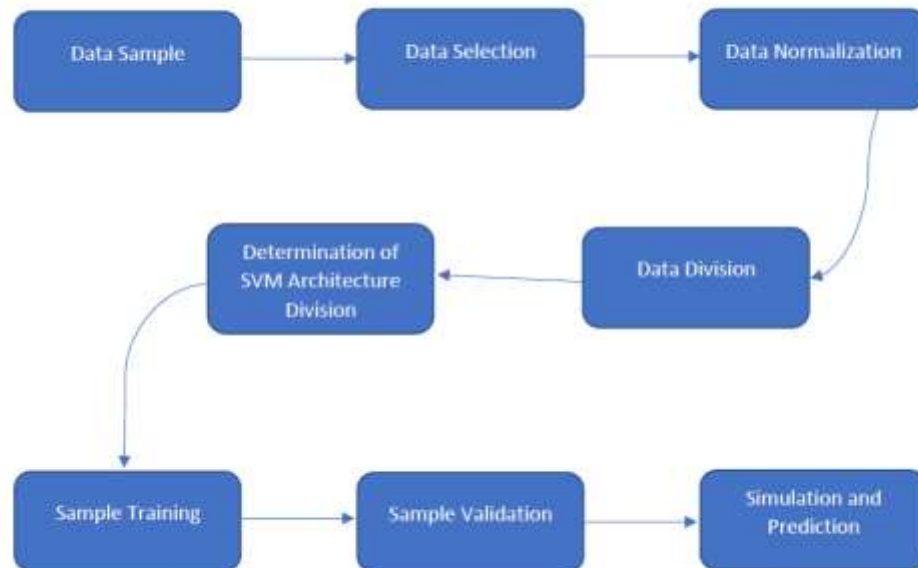 Data Sample
Data Selection
Data Normalization
Data Division
Determination of
SVM Architecture
Division
Sample Training
Sample Validation
Simulation and
Prediction